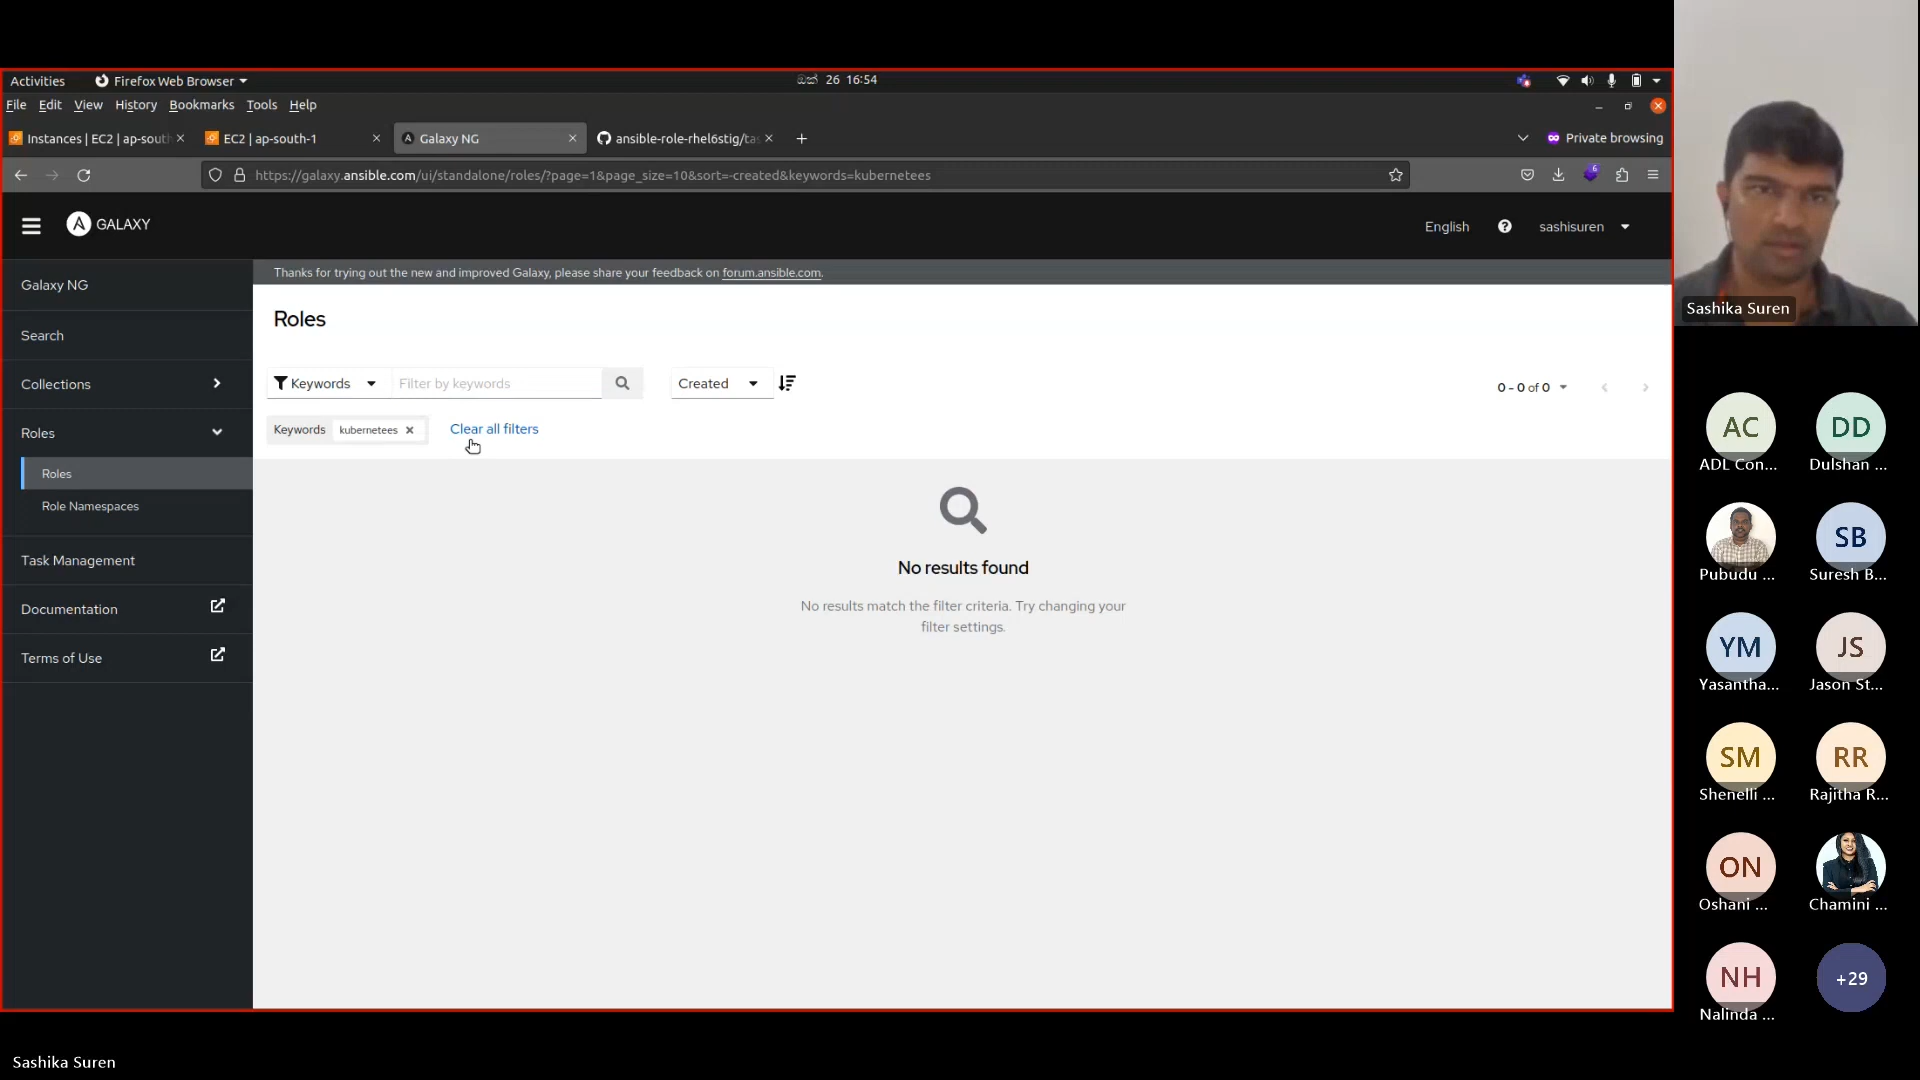 Activities
Firefox Web Browser
ඔක් 26 16:54
File Edit View History Bookmarks Tools Help
Instances | EC2 | ap-sout
EC2 | ap-south-1
Galaxy NG
ansible-role-rhel6stig/ta
Private browsing
https://galaxy.ansible.com/ui/standalone/roles/?page=1&page_size=10&sort=-created&keywords=kubernetees
6
A GALAXY
English
sashisuren
Galaxy NG
Search
Collections
Roles
Roles
Role Namespaces
Task Management
Documentation
Terms of Use
Thanks for trying out the new and improved Galaxy, please share your feedback on forum.ansible.com.
Roles
Keywords
Filter by keywords
Created
0 - 0 of 0
Keywords kubernetees
Clear all filters
No results found
No results match the filter criteria. Try changing your
filter settings.
Sashika Suren
AC
ADL Con...
DD
Dulshan ...
Pubudu ...
SB
Suresh B...
YM
Yasantha...
JS
Jason St...
SM
Shenelli ...
RR
Rajitha R...
ON
Oshani ...
Chamini ...
NH
Nalinda ...
+29
Sashika Suren